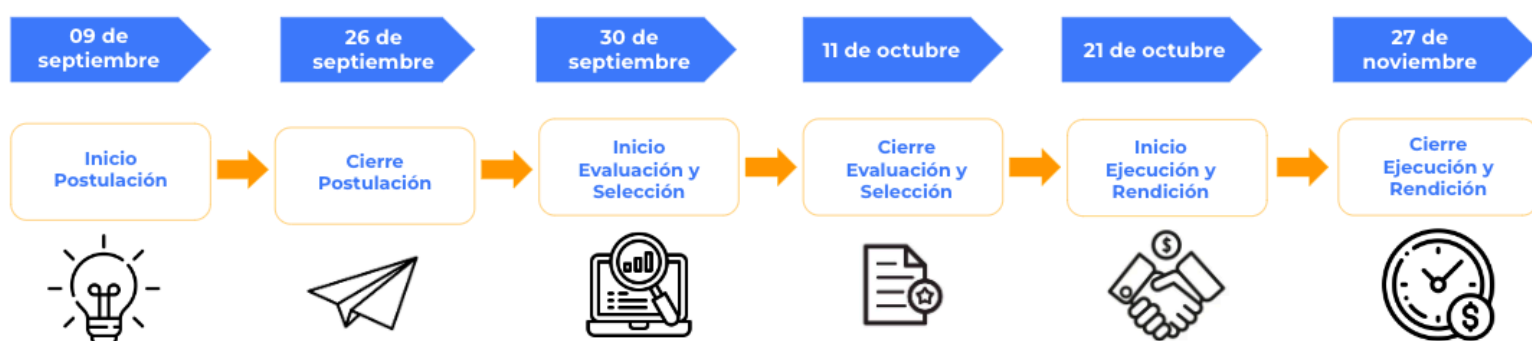 09 de
septiembre
26 de
septiembre
30 de
septiembre
11 de octubre
21 de octubre
27 de
noviembre
Inicio
Postulación
Cierre
Postulación
Inicio
Evaluación y
Selección
Cierre
Evaluación y
Selección
Inicio
Ejecución y
Rendición
Cierre
Ejecución y
Rendición
$
$